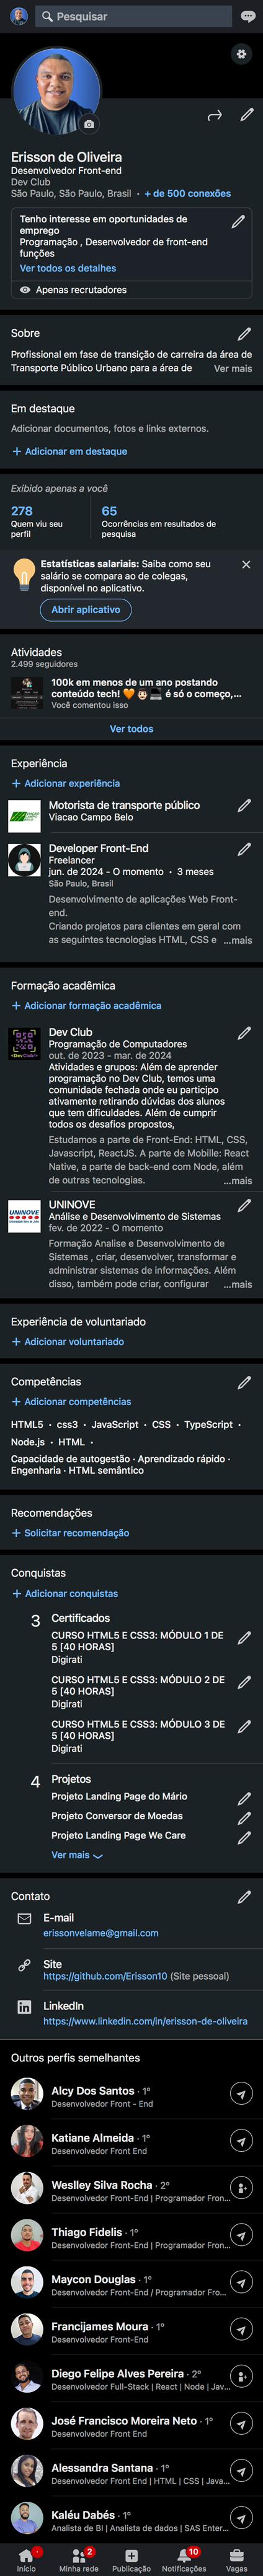 Pesquisar
Erisson de Oliveira
Desenvolvedor Front-end
Dev Club
São Paulo, São Paulo, Brasil · + de 500 conexões
Tenho interesse em oportunidades de
emprego
Programação , Desenvolvedor de front-end
funções
Ver todos os detalhes
Apenas recrutadores
Sobre
Profissional em fase de transição de carreira da área de
Transporte Público Urbano para a área de Ver mais
Em destaque
Adicionar documentos, fotos e links externos.
+ Adicionar em destaque
Exibido apenas a você
278
Quem viu seu
perfil
65
Ocorrências em resultados de
pesquisa
Estatísticas salariais: Saiba como seu
salário se compara ao de colegas,
disponível no aplicativo.
Abrir aplicativo
Atividades
2.499 seguidores
100k em menos de um ano postando
conteúdo tech! 🧡👨🏻‍💻 é só o começo,...
Você comentou isso
Ver todos
Experiência
+ Adicionar experiência
Motorista de transporte público
Viacao Campo Belo
Developer Front-End
Freelancer
jun. de 2024 - O momento · 3 meses
São Paulo, Brasil
Desenvolvimento de aplicações Web Front-
end.
Criando projetos para clientes em geral com
as seguintes tecnologias HTML, CSS e ...mais
Formação acadêmica
+ Adicionar formação acadêmica
Dev Club
Programação de Computadores
out. de 2023 - mar. de 2024
Atividades e grupos: Além de aprender
programação no Dev Club, temos uma
comunidade fechada onde eu participo
ativamente retirando dúvidas dos alunos
que tem dificuldades. Além de cumprir
todos os desafios propostos,
Estudamos a parte de Front-End: HTML, CSS,
Javascript, ReactJS. A parte de Mobille: React
Native, a parte de back-end com Node, além
de outras tecnologias. ...mais
UNINOVE
UNINOVE
Análise e Desenvolvimento de Sistemas
fev. de 2022 - O momento
Formação Analise e Desenvolvimento de
Sistemas , criar, desenvolver, transformar e
administrar sistemas de informações. Além
disso, também pode criar, configurar ...mais
Experiência de voluntariado
+ Adicionar voluntariado
Competências
+ Adicionar competências
HTML5 · css3 · JavaScript · CSS · TypeScript ·
Node.js · HTML ·
Capacidade de autogestão · Aprendizado rápido ·
Engenharia · HTML semântico
Recomendações
+ Solicitar recomendação
Conquistas
+ Adicionar conquistas
3 Certificados
CURSO HTML5 E CSS3: MÓDULO 1 DE
5 [40 HORAS]
Digirati
CURSO HTML5 E CSS3: MÓDULO 2 DE
5 [40 HORAS]
Digirati
CURSO HTML5 E CSS3: MÓDULO 3 DE
5 [40 HORAS]
Digirati
4 Projetos
Projeto Landing Page do Mário
Projeto Conversor de Moedas
Projeto Landing Page We Care
Ver mais
Contato
E-mail
erissonvelame@gmail.com
Site
https://github.com/Erisson10 (Site pessoal)
LinkedIn
https://www.linkedin.com/in/erisson-de-oliveira
Outros perfis semelhantes
Alcy Dos Santos · 1º
Desenvolvedor Front - End
Katiane Almeida · 1º
Desenvolvedor Front End
Weslley Silva Rocha · 2º
Desenvolvedor Front-End | Programador Fron...
Thiago Fidelis · 1º
Desenvolvedor Front-End | Programador Fron...
Maycon Douglas · 1º
Desenvolvedor Front-End / Programador Fro...
Francijames Moura · 1º
Desenvolvedor Front-End
Diego Felipe Alves Pereira · 2º
Desenvolvedor Full-Stack | React | Node | Jav...
José Francisco Moreira Neto · 1º
Desenvolvedor Front End
Alessandra Santana · 1º
Desenvolvedor Front End | HTML | CSS | Java...
Kaléu Dabés · 1º
Analista de BI | Analista de dados | SAS Enter...
2
10
Início Minha rede Publicação Notificações Vagas